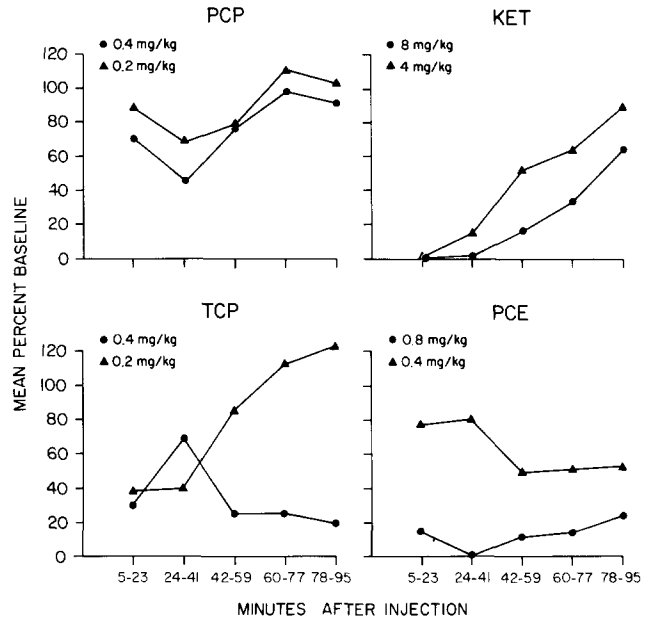 PCP
KET
● 0.4 mg/kg
▲ 0.2 mg/kg
● 8 mg/kg
▲ 4 mg/kg
120
100
80
60
40
20
0
TCP
PCE
● 0.4 mg/kg
▲ 0.2 mg/kg
● 0.8 mg/kg
▲ 0.4 mg/kg
120
100
80
60
40
20
0
MEAN PERCENT BASELINE
5-23 24-41 42-59 60-77 78-95
5-23 24-41 42-59 60-77 78-95
MINUTES AFTER INJECTION